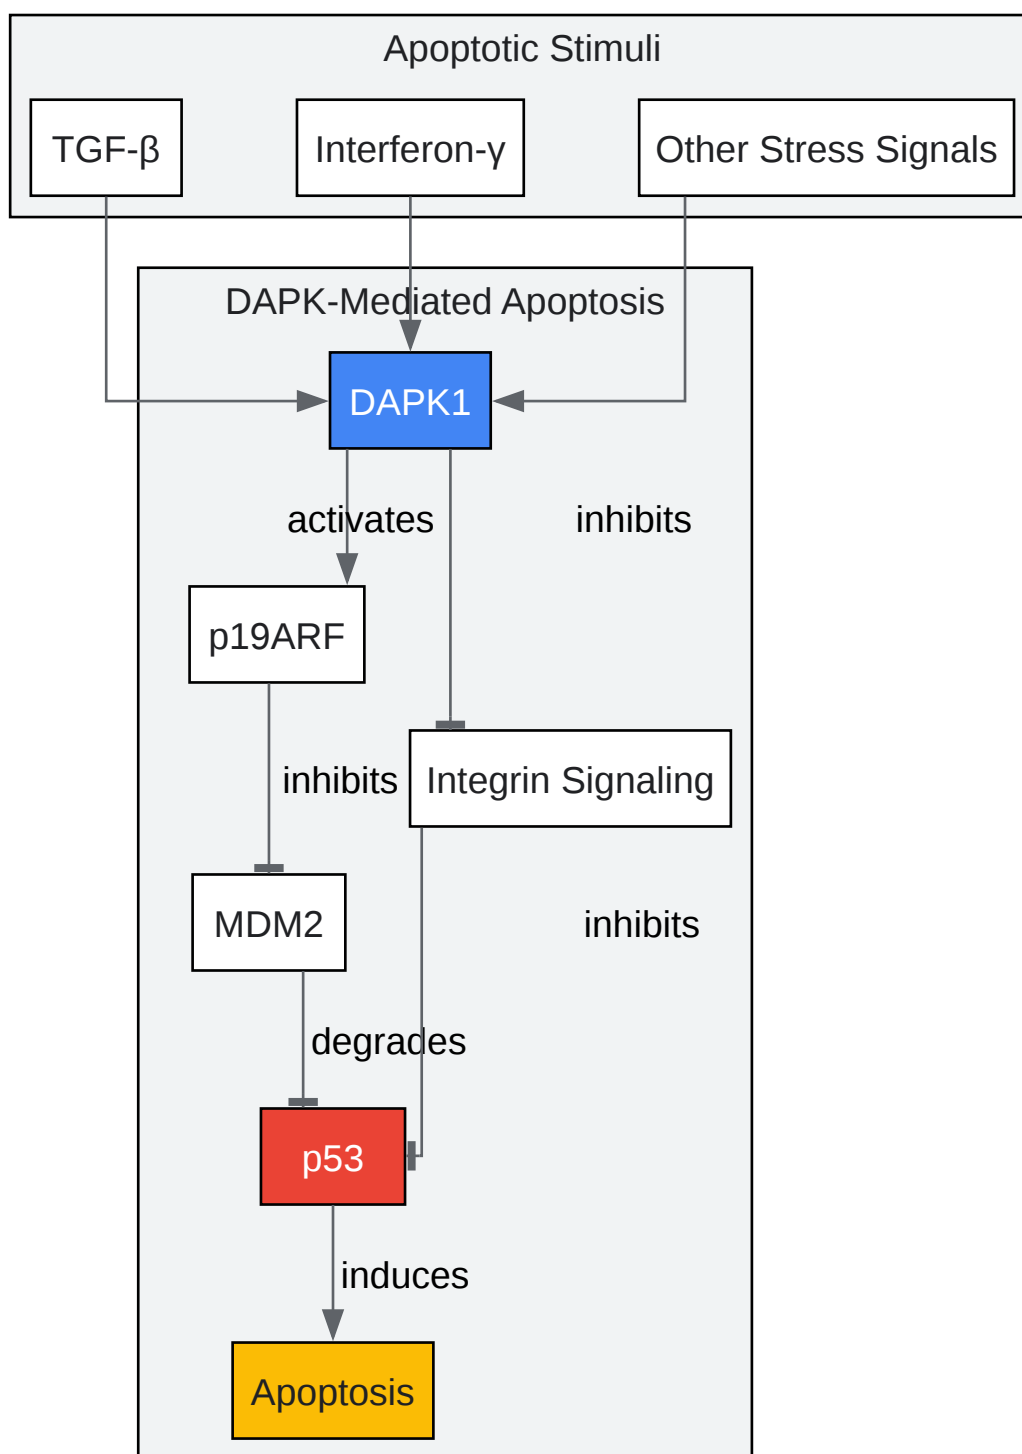 Apoptotic Stimuli
TGF-β
Interferon-γ
Other Stress Signals
DAPK-Mediated Apoptosis
DAPK1
activates
inhibits
p19ARF
inhibits
Integrin Signaling
MDM2
inhibits
degrades
p53
induces
Apoptosis